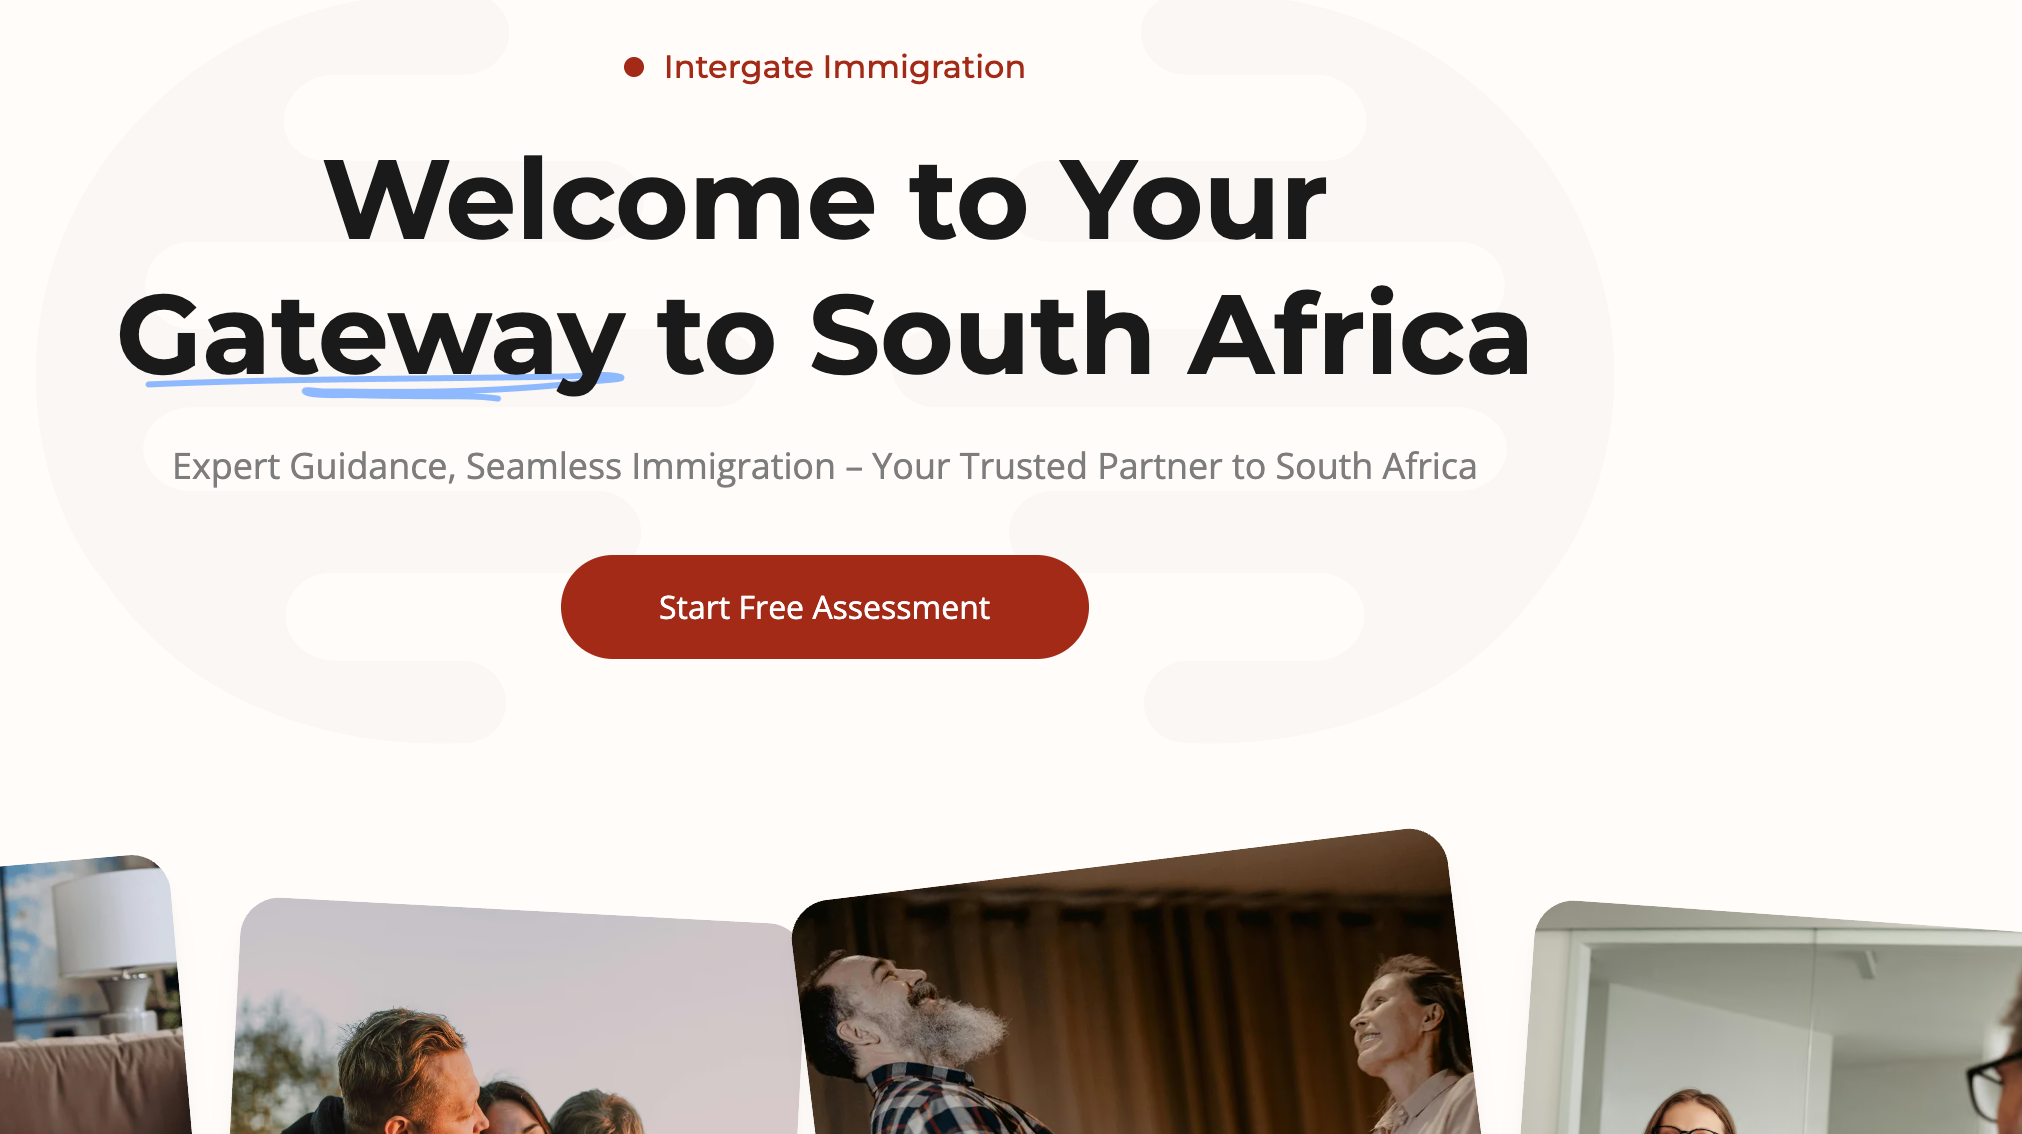 Intergate Immigration
Welcome to Your
Gateway to South Africa
Expert Guidance, Seamless Immigration – Your Trusted Partner to South Africa
Start Free Assessment